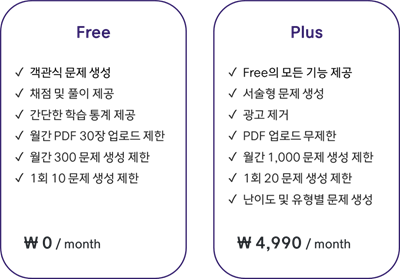 Free
✓ 객관식 문제 생성
✓ 채점 및 풀이 제공
✓ 간단한 학습 통계 제공
✓ 월간 PDF 30장 업로드 제한
✓ 월간 300 문제 생성 제한
✓ 1회 10 문제 생성 제한
₩ 0 / month
Plus
✓ Free의 모든 기능 제공
✓ 서술형 문제 생성
✓ 광고 제거
✓ PDF 업로드 무제한
✓ 월간 1,000 문제 생성 제한
✓ 1회 20 문제 생성 제한
✓ 난이도 및 유형별 문제 생성
₩ 4,990 / month